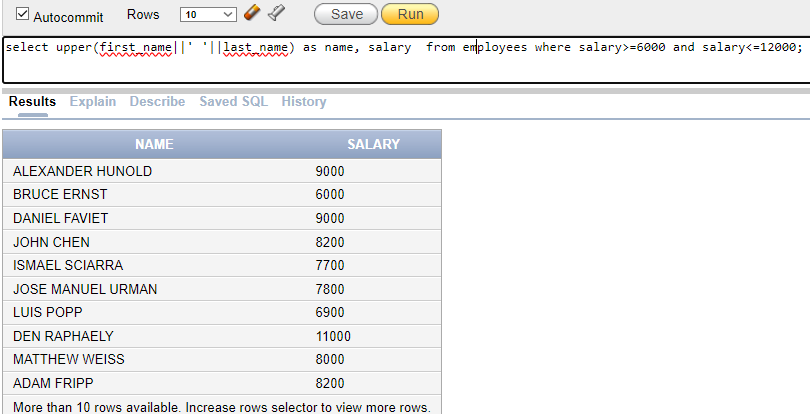 Autocommit Rows 10 Save Run
select upper(first_name||' '||last_name) as name, salary  from employees where salary>=6000 and salary<=12000;
Results Explain Describe Saved SQL History
NAME SALARY
ALEXANDER HUNOLD 9000
BRUCE ERNST 6000
DANIEL FAVIET 9000
JOHN CHEN 8200
ISMAEL SCIARRA 7700
JOSE MANUEL URMAN 7800
LUIS POPP 6900
DEN RAPHAELY 11000
MATTHEW WEISS 8000
ADAM FRIPP 8200
More than 10 rows available. Increase rows selector to view more rows.